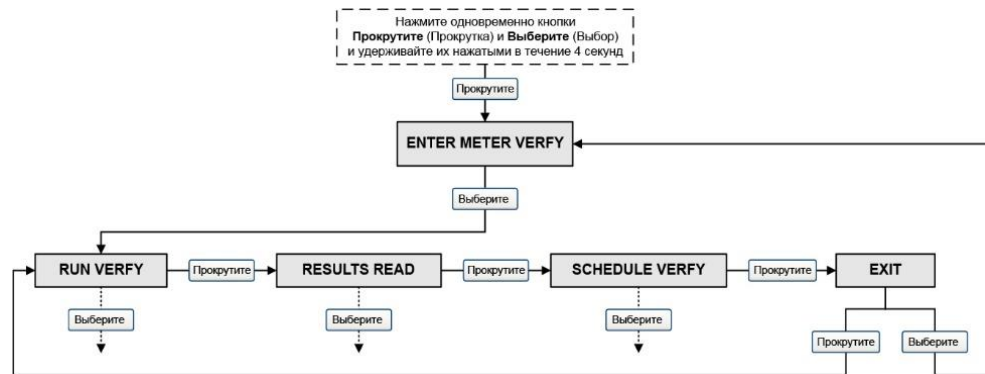 Нажмите одновременно кнопки
Прокрутите (Прокрутка) и Выберите (Выбор)
и удерживайте их нажатыми в течение 4 секунд
Прокрутите
ENTER METER VERFY
Выберите
RUN VERFY
Прокрутите
RESULTS READ
Прокрутите
SCHEDULE VERFY
Прокрутите
EXIT
Выберите
Выберите
Выберите
Прокрутите
Выберите